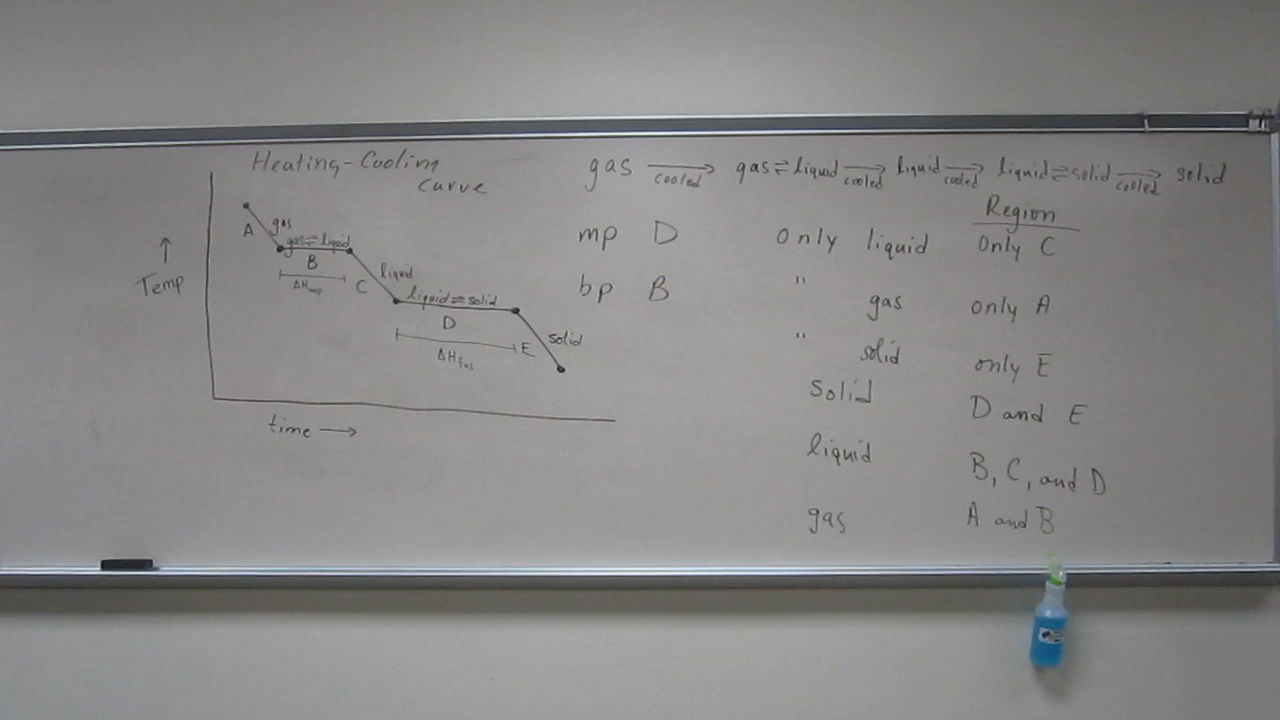 Heating-Cooling
Curve
gas cooled→ gas⇌liquid cooled→ liquid cooled→ liquid⇌solid cooled→ solid
↑
Temp
A
gas
gas⇌liquid
B
C
liquid
liquid⇌solid
D
ΔHfus
E
solid
time →
mp D
bp B
Region
only liquid Only C
" gas only A
" solid only E
Solid D and E
liquid B, C, and D
gas A and B